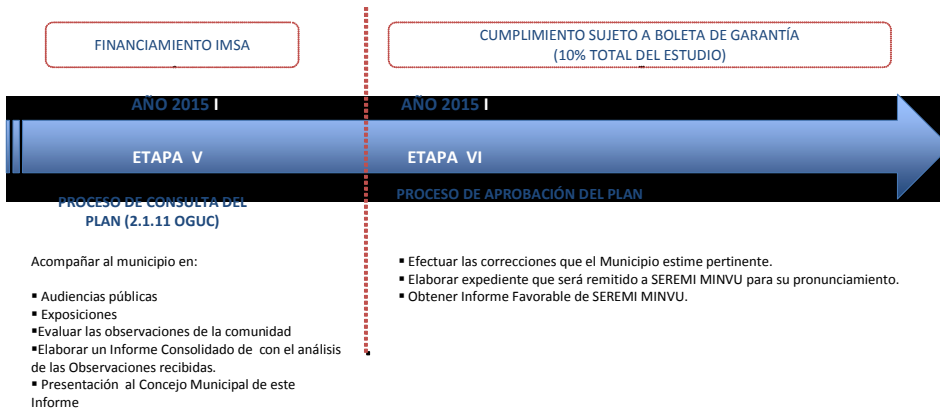 FINANCIAMIENTO IMSA
CUMPLIMIENTO SUJETO A BOLETA DE GARANTÍA
(10% TOTAL DEL ESTUDIO)
AÑO 2015 I
AÑO 2015 I
ETAPA V
ETAPA VI
PROCESO DE CONSULTA DEL
PLAN (2.1.11 OGUC)
PROCESO DE APROBACIÓN DEL PLAN
Acompañar al municipio en:
▪ Audiencias públicas
▪ Exposiciones
▪Evaluar las observaciones de la comunidad
▪Elaborar un Informe Consolidado de con el análisis
de las Observaciones recibidas.
▪ Presentación al Concejo Municipal de este
Informe
▪ Efectuar las correcciones que el Municipio estime pertinente.
▪ Elaborar expediente que será remitido a SEREMI MINVU para su pronunciamiento.
▪ Obtener Informe Favorable de SEREMI MINVU.